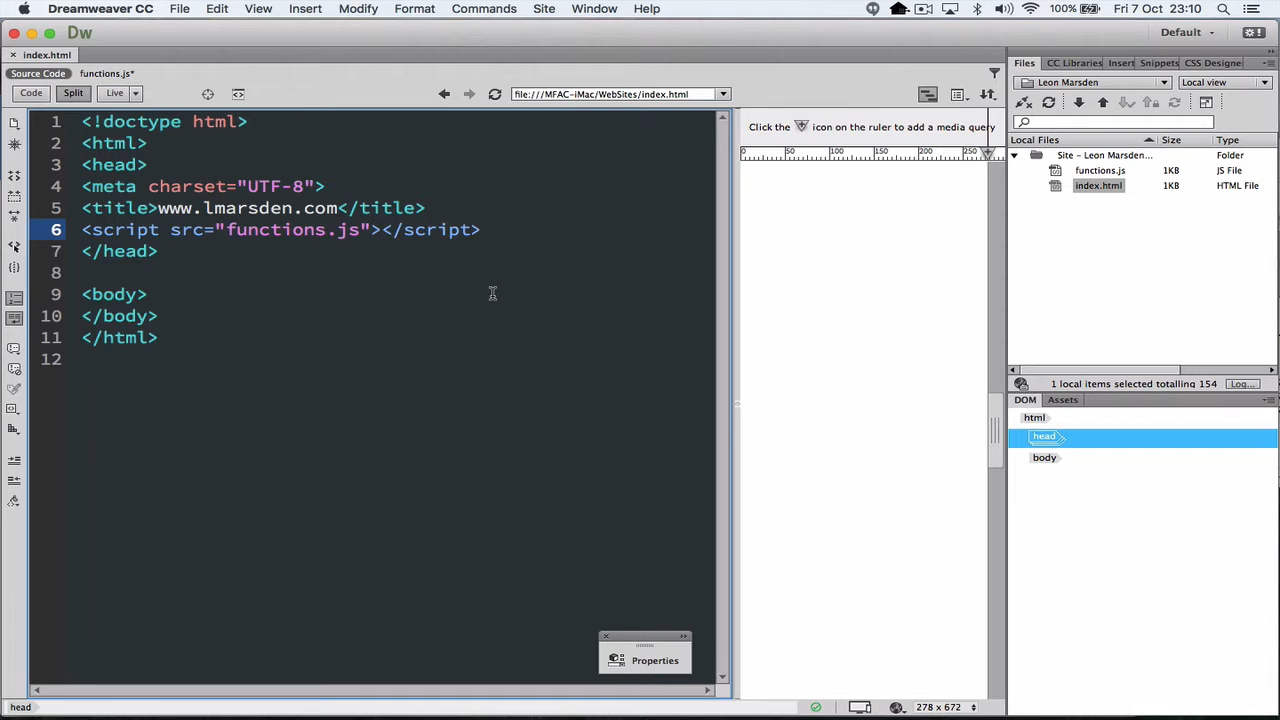 Dreamweaver CC File Edit View Insert Modify Format Commands Site Window Help 100% Fri 7 Oct 23:10
Dw Default
× index.html
Source Code functions.js*
Code Split Live file:///MFAC-iMac/WebSites/index.html
1 <!doctype html>
2 <html>
3 <head>
4 <meta charset="UTF-8">
5 <title>www.lmarsden.com</title>
6 <script src="functions.js"></script>
7 </head>
8
9 <body>
10 </body>
11 </html>
12
Properties
head
Click the icon on the ruler to add a media query
0 50 100 150 200 250
278 x 672
Files CC Libraries Insert Snippets CSS Designer
Leon Marsden Local view
Local Files Size Type
Site - Leon Marsden... Folder
functions.js 1KB JS File
index.html 1KB HTML File
1 local items selected totalling 154 Log...
DOM Assets
html
head
body